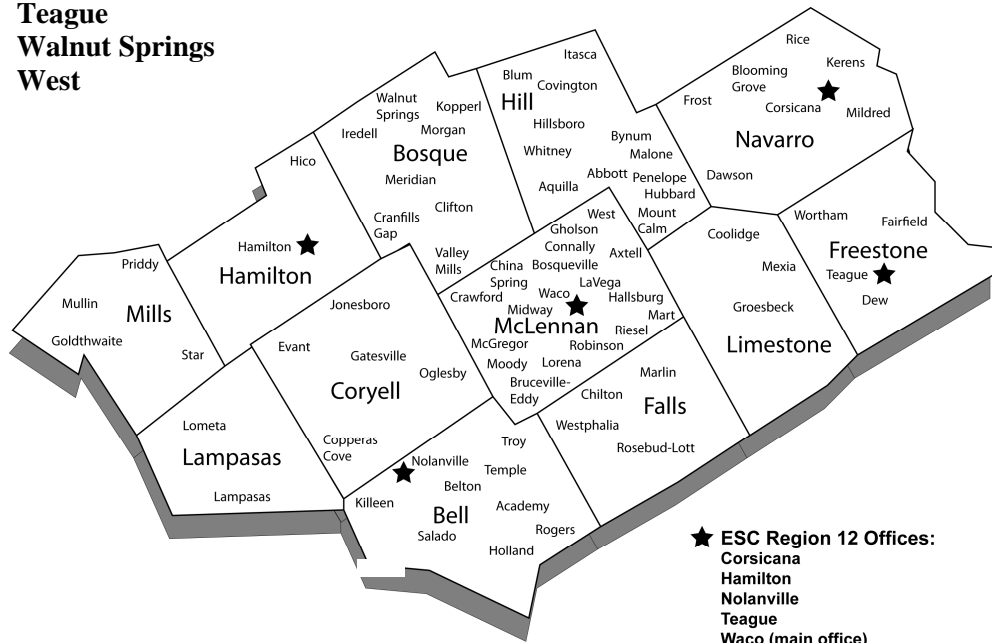 Teague
Walnut Springs
West
Rice
Itasca
Kerens
Blooming
Grove
Blum
Covington
Frost
Corsicana
Mildred
Hill
Walnut
Springs
Kopperl
Iredell
Morgan
Hillsboro
Bynum
Navarro
Bosque
Whitney
Malone
Hico
Meridian
Aquilla
Abbott
Penelope
Hubbard
Dawson
Clifton
Cranfills
Gap
West
Mount
Calm
Wortham
Fairfield
Gholson
Coolidge
Hamilton
Connally
Axtell
Freestone
Valley
Mills
Priddy
China
Spring
Bosqueville
Mexia
Teague
Hamilton
LaVega
Mullin
Crawford
Waco
Hallsburg
Dew
Mills
Jonesboro
Midway
Mart
Groesbeck
McLennan
Riesel
Goldthwaite
Evant
McGregor
Robinson
Limestone
Star
Gatesville
Oglesby
Moody
Lorena
Marlin
Coryell
Bruceville-
Eddy
Chilton
Falls
Lometa
Westphalia
Copperas
Cove
Troy
Rosebud-Lott
Lampasas
Nolanville
Temple
Belton
Lampasas
Killeen
Academy
Bell
Salado
Rogers
Holland
ESC Region 12 Offices:
Corsicana
Hamilton
Nolanville
Teague
Waco (main office)